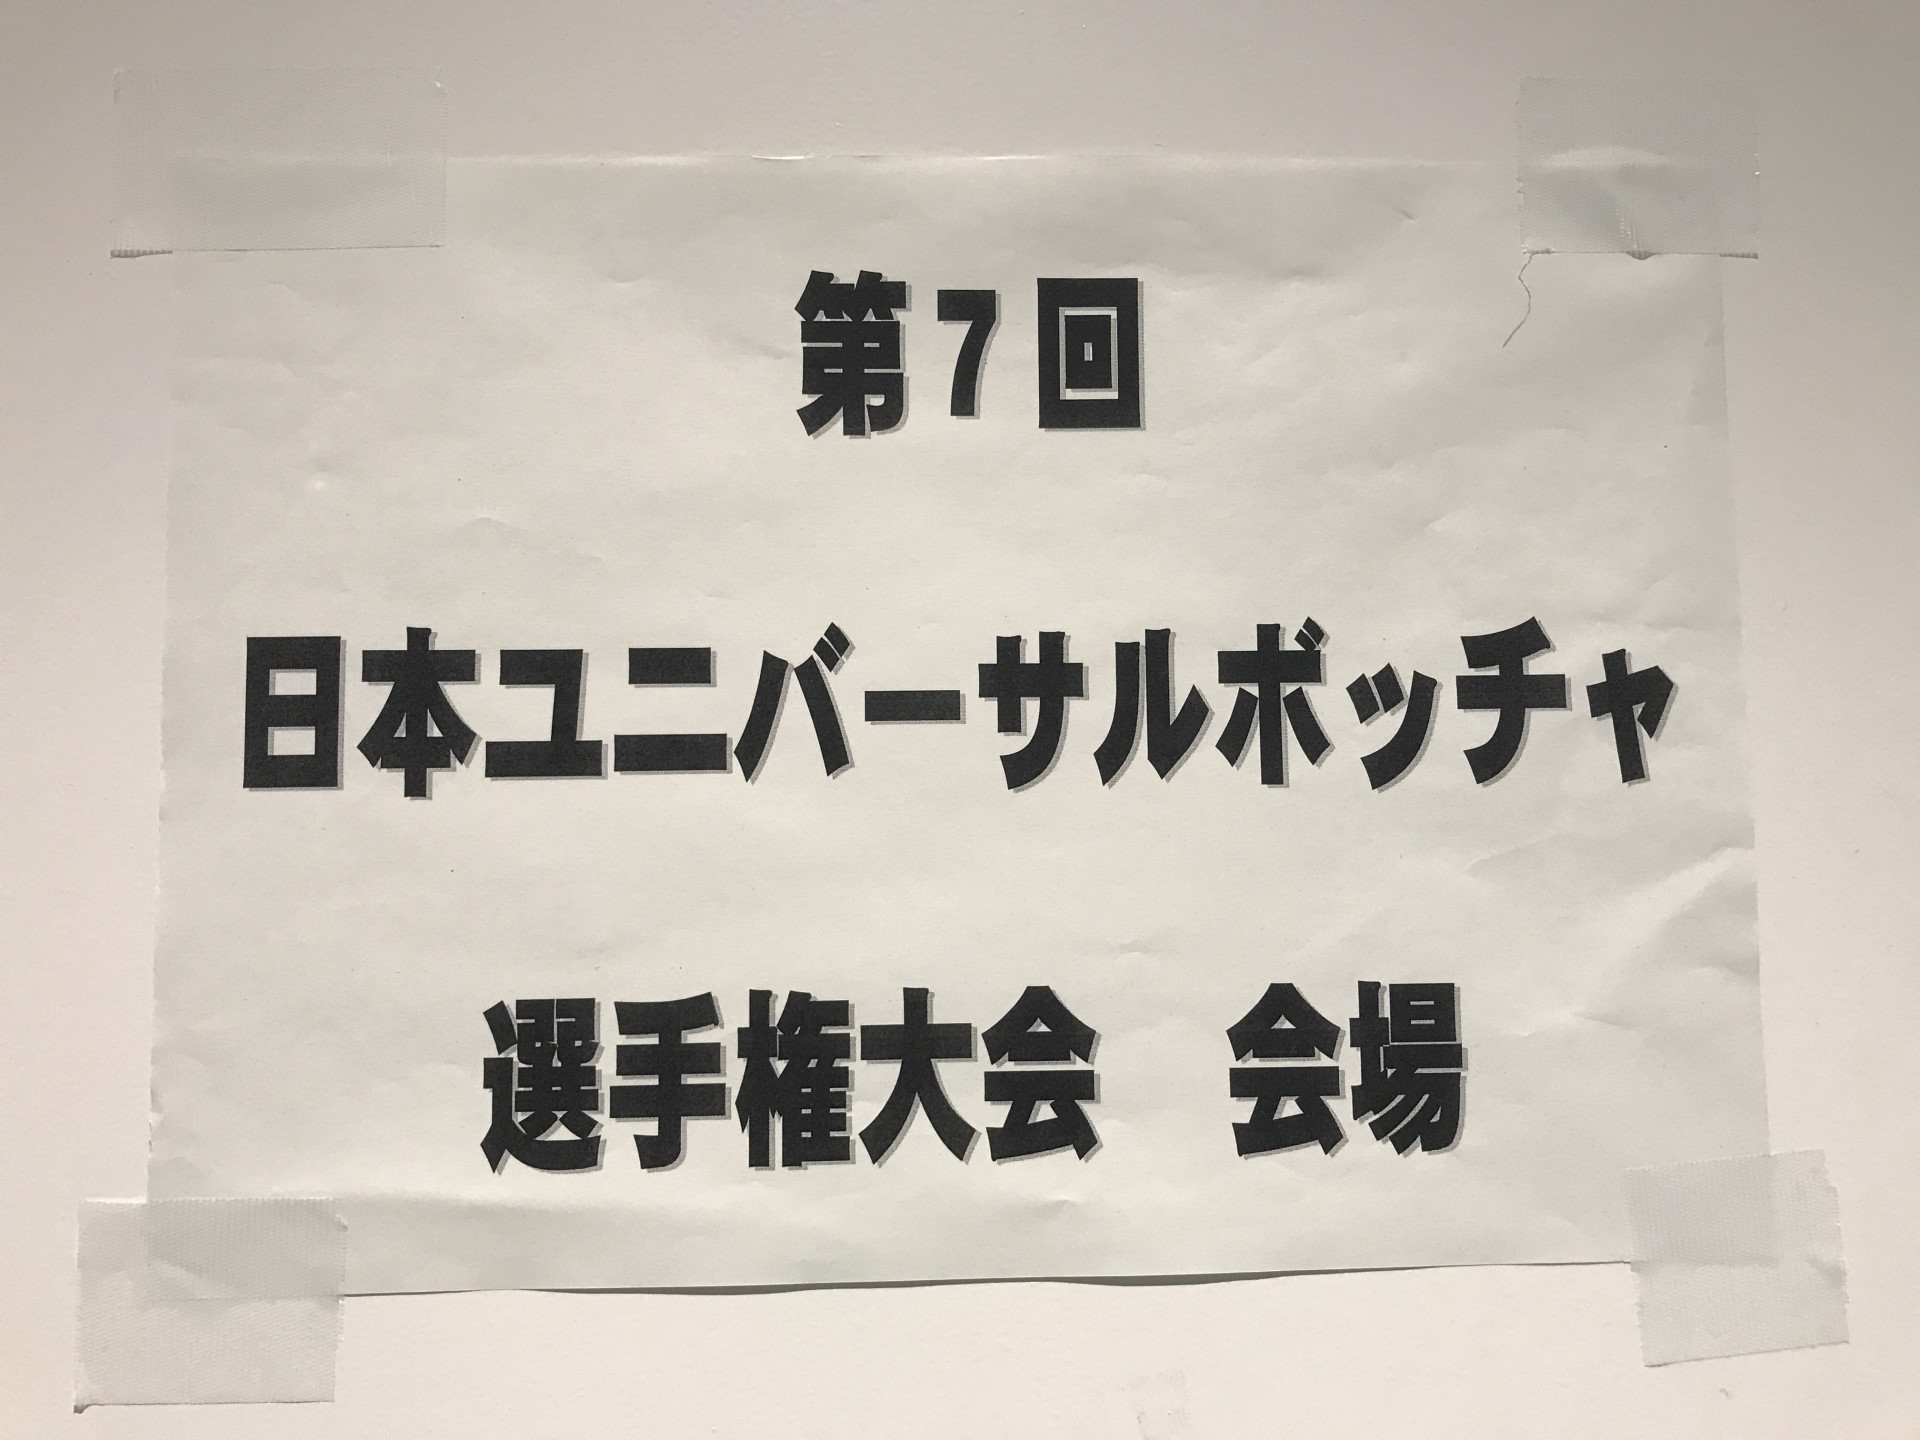 第7回
日本ユニバーサルボッチャ
選手権大会　会場